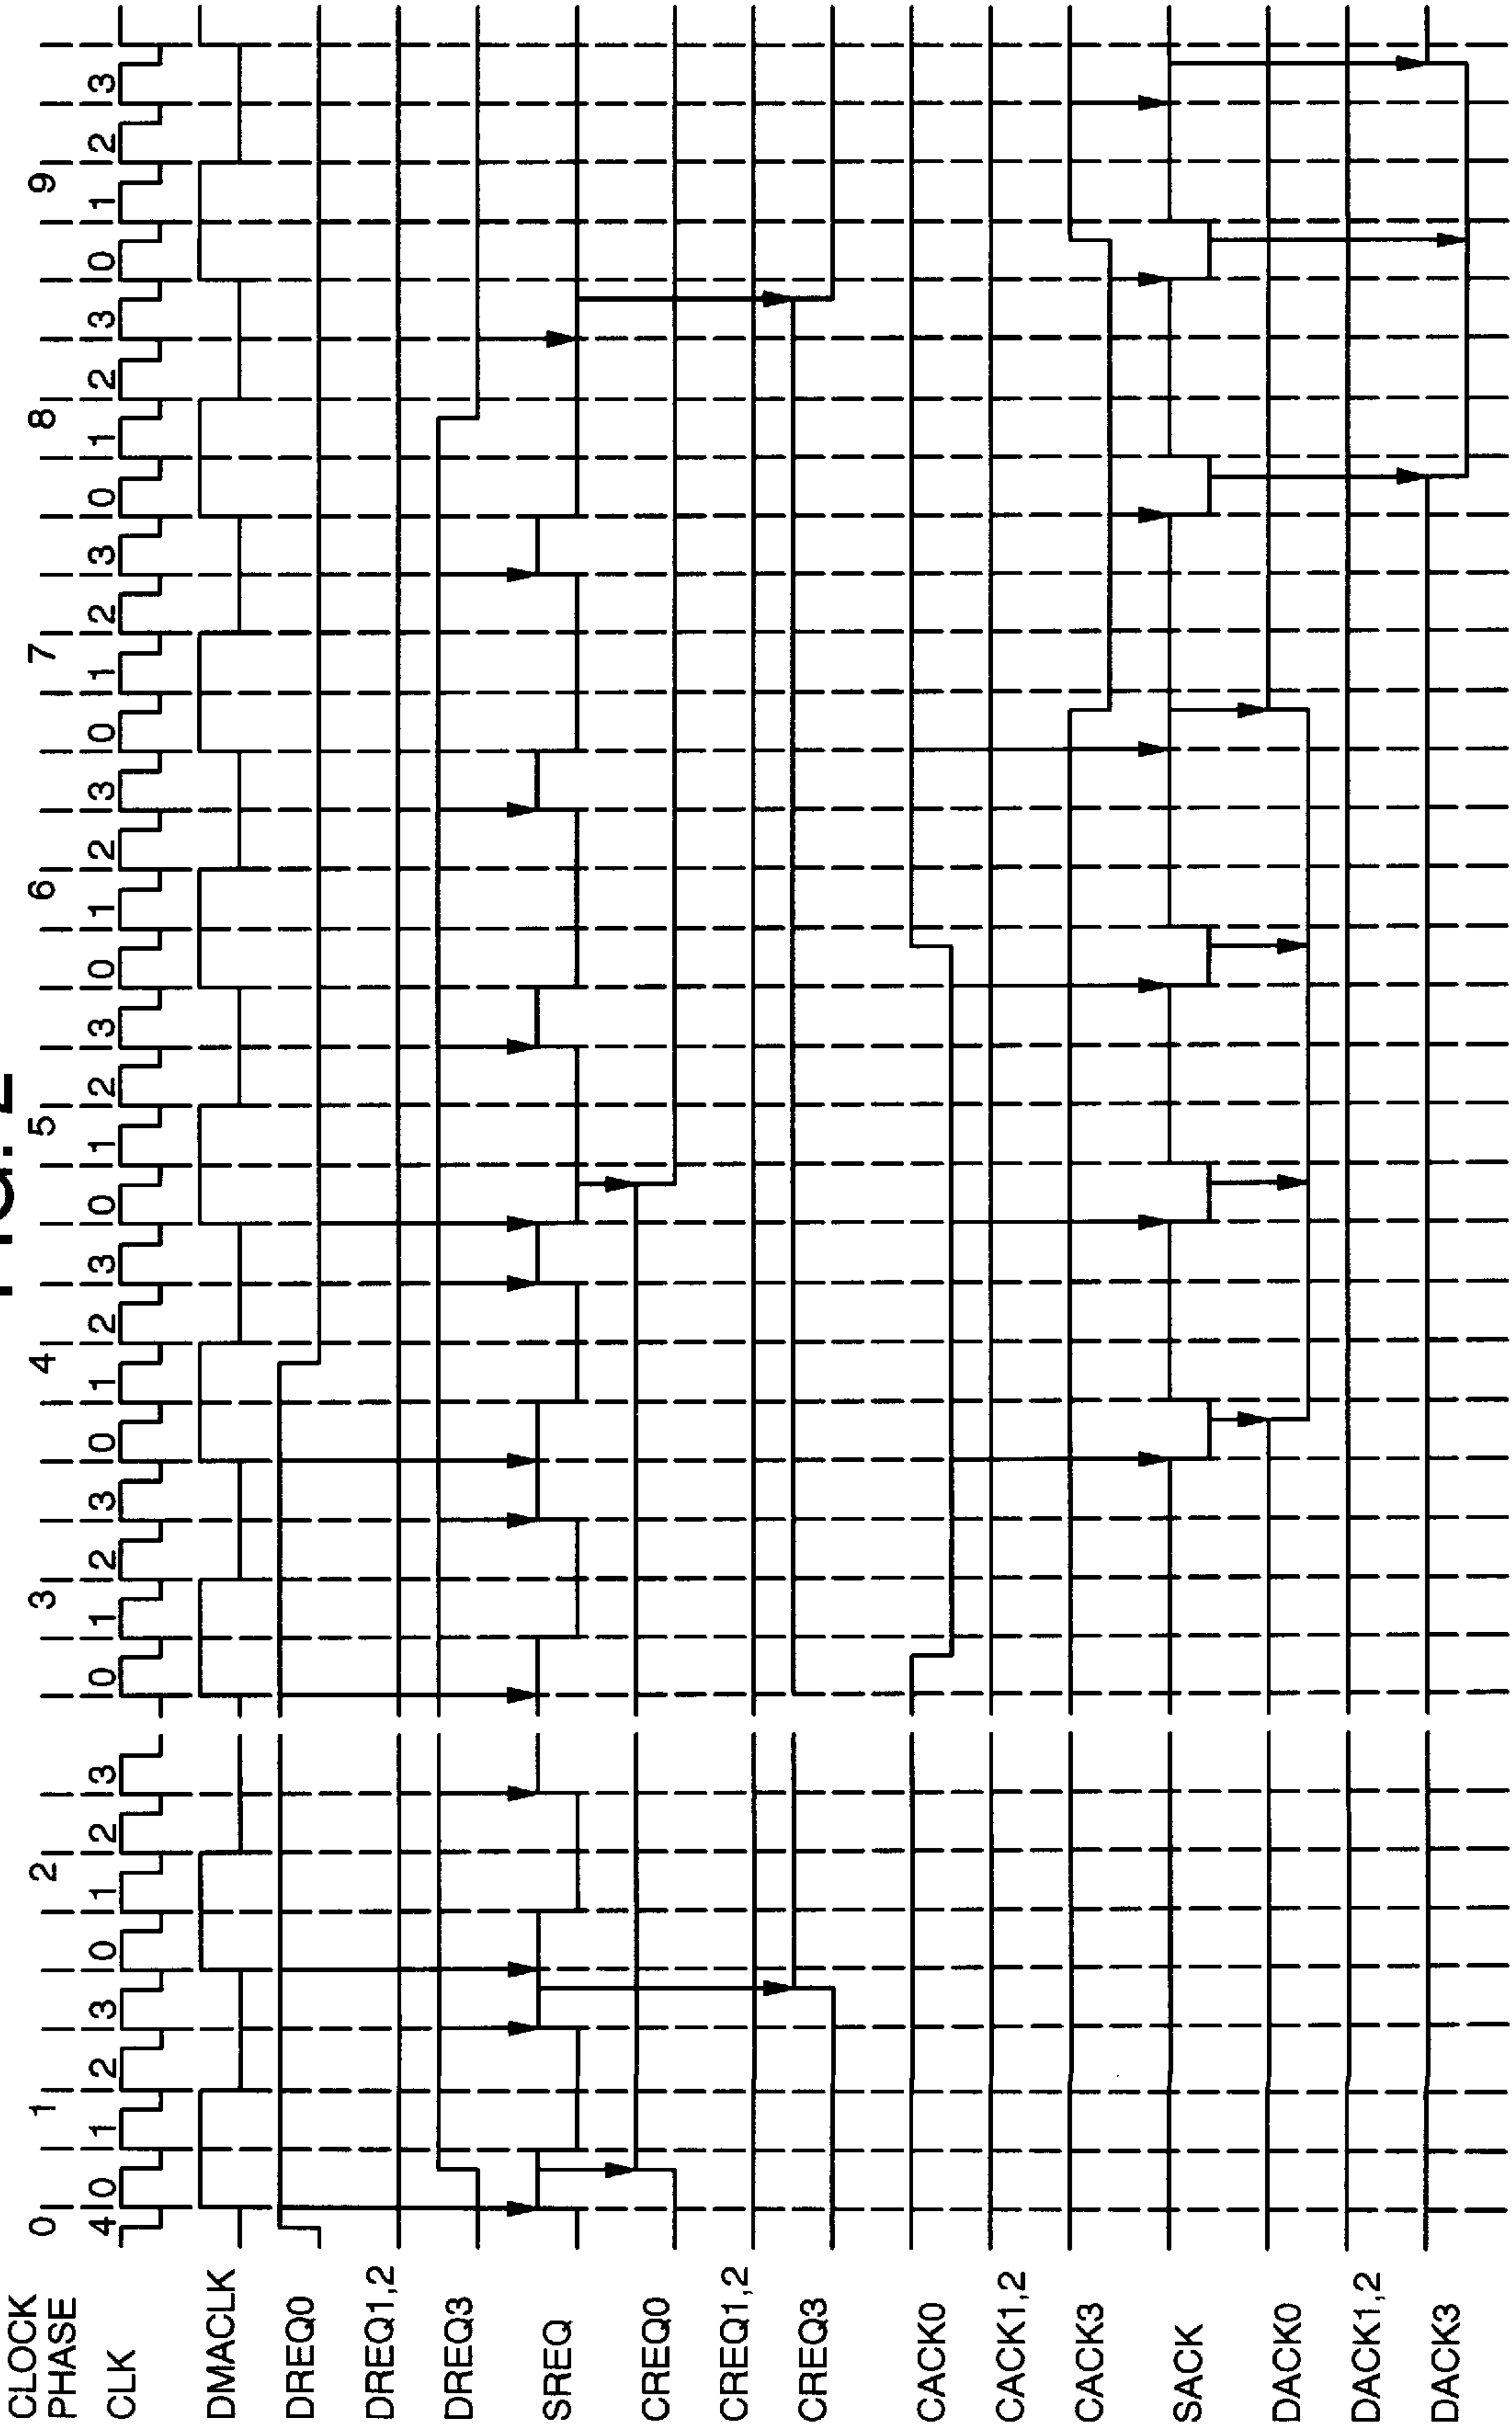 FIG. 2
CLOCK
0 1 2 3 4 5 6 7 8 9
PHASE
4 0 1 2 3 0 1 2 3 0 1 2 3 0 1 2 3 0 1 2 3 0 1 2 3 0 1 2 3 0 1 2 3 0 1 2 3
CLK
DMACLK
DREQ0
DREQ1,2
DREQ3
SREQ
CREQ0
CREQ1,2
CREQ3
CACK0
CACK1,2
CACK3
SACK
DACK0
DACK1,2
DACK3